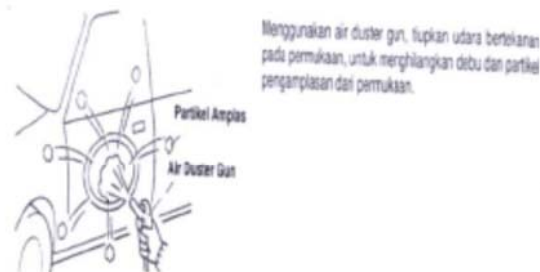 Menggunakan air duster gun, tiupkan udara bertekanan
pada permukaan, untuk menghilangkan debu dan partikel
pengamplasan dari permukaan.
Partikel Amplas
Air Duster Gun